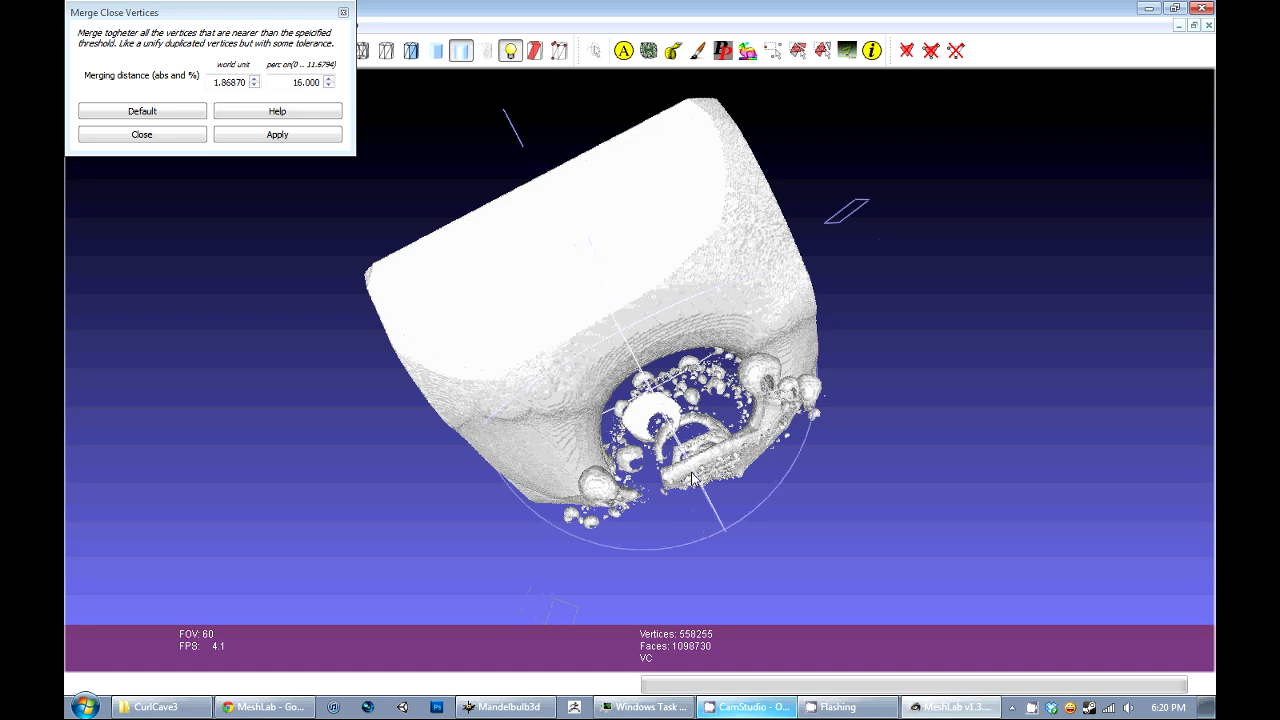 Merge Close Vertices
Merge togheter all the vertices that are nearer than the specified
threshold. Like a unify duplicated vertices but with some tolerance.
world unit
perc on(0 .. 11.6794)
Merging distance (abs and %)
1.86870
16.000
Default
Help
Close
Apply
A
i
FOV: 60
FPS: 4.1
Vertices: 558255
Faces: 1098730
VC
CurlCave3
MeshLab - Go...
Ps
Mandelbulb3d
Windows Task ...
CamStudio - O...
Flashing
MeshLab v1.3....
6:20 PM